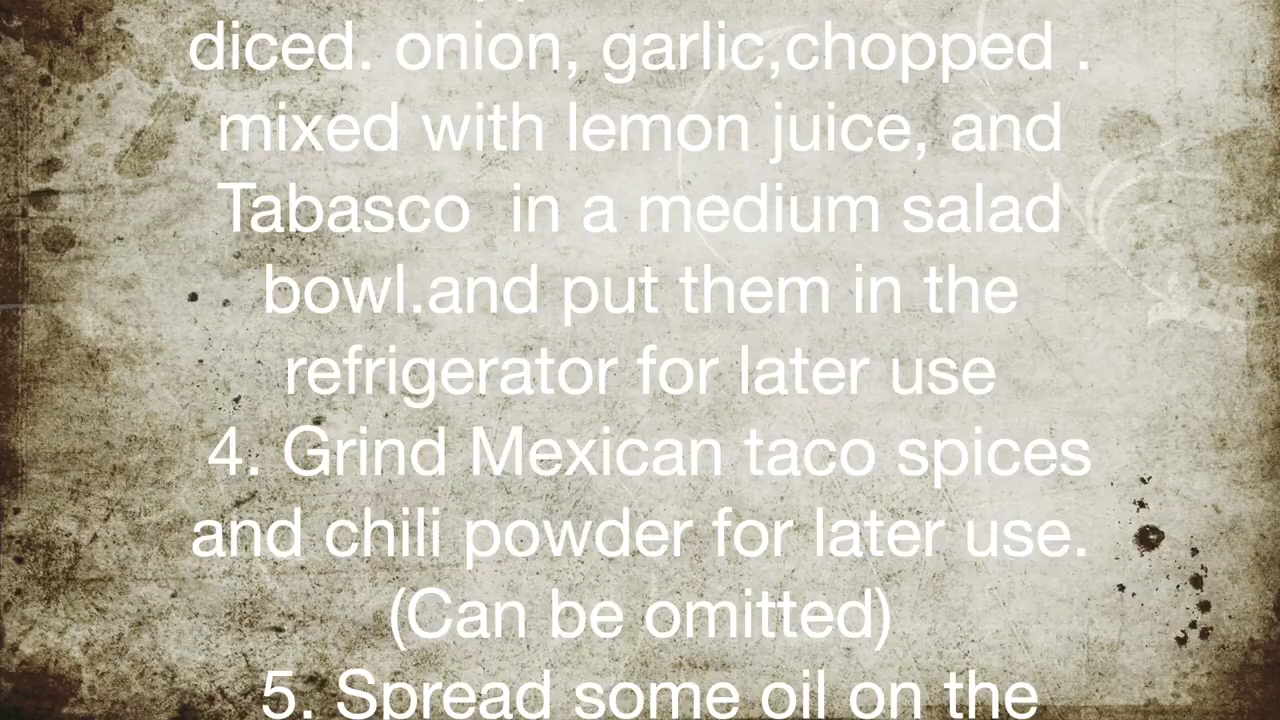 diced. onion, garlic,chopped .
mixed with lemon juice, and
Tabasco  in a medium salad
bowl.and put them in the
refrigerator for later use
4. Grind Mexican taco spices
and chili powder for later use.
(Can be omitted)
5. Spread some oil on the